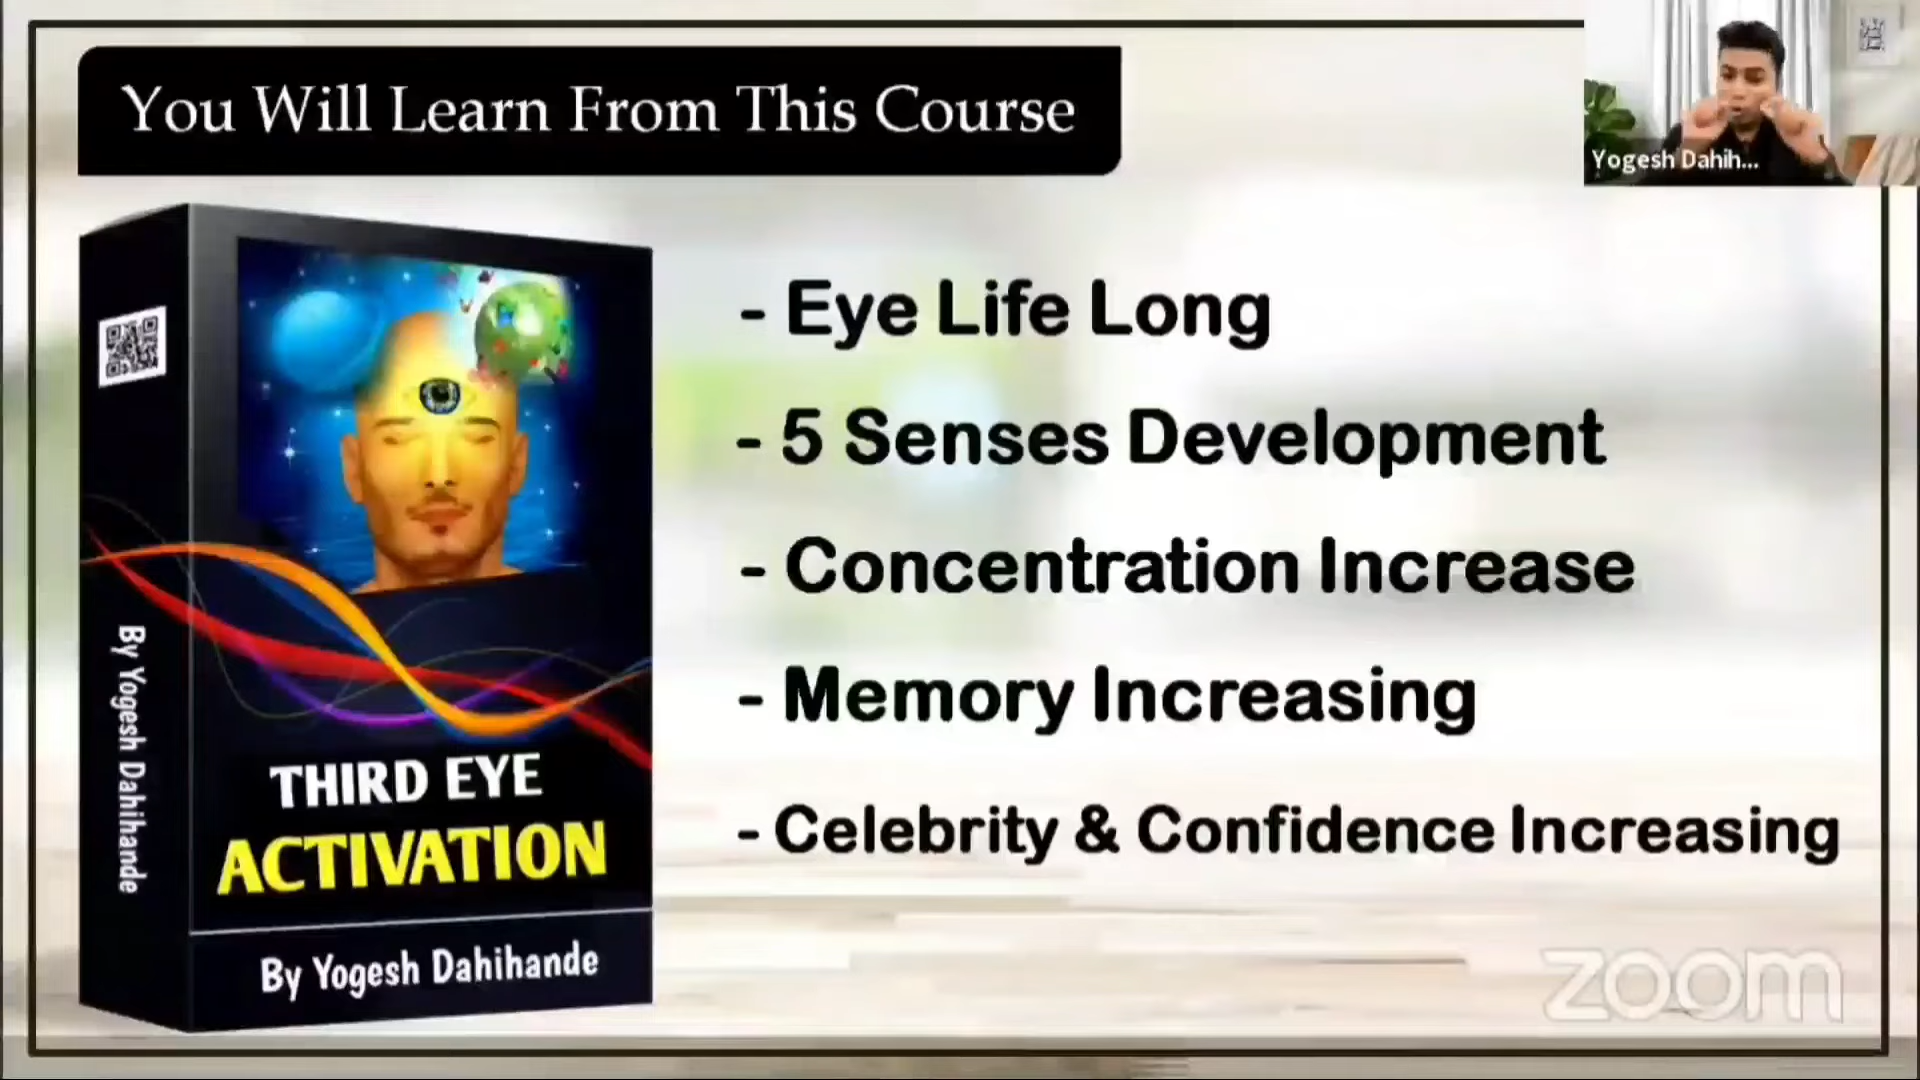 You Will Learn From This Course
Yogesh Dahih...
- Eye Life Long
- 5 Senses Development
- Concentration Increase
- Memory Increasing
- Celebrity & Confidence Increasing
By Yogesh Dahihande
THIRD EYE
ACTIVATION
By Yogesh Dahihande
zoom